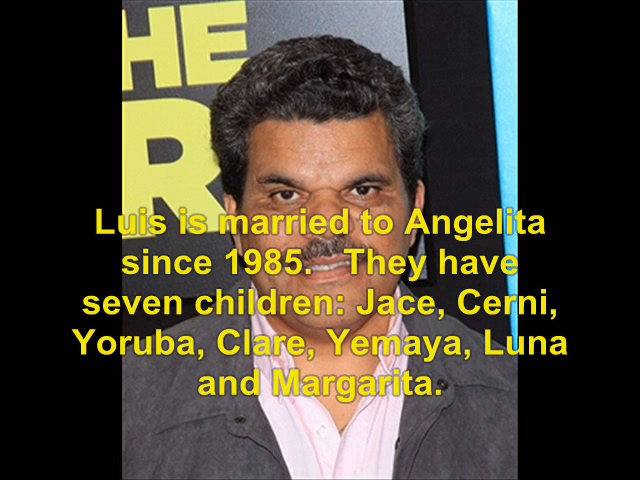 THE
R
Luis is married to Angelita
since 1985. They have
seven children: Jace, Cerni,
Yoruba, Clare, Yemaya, Luna
and Margarita.